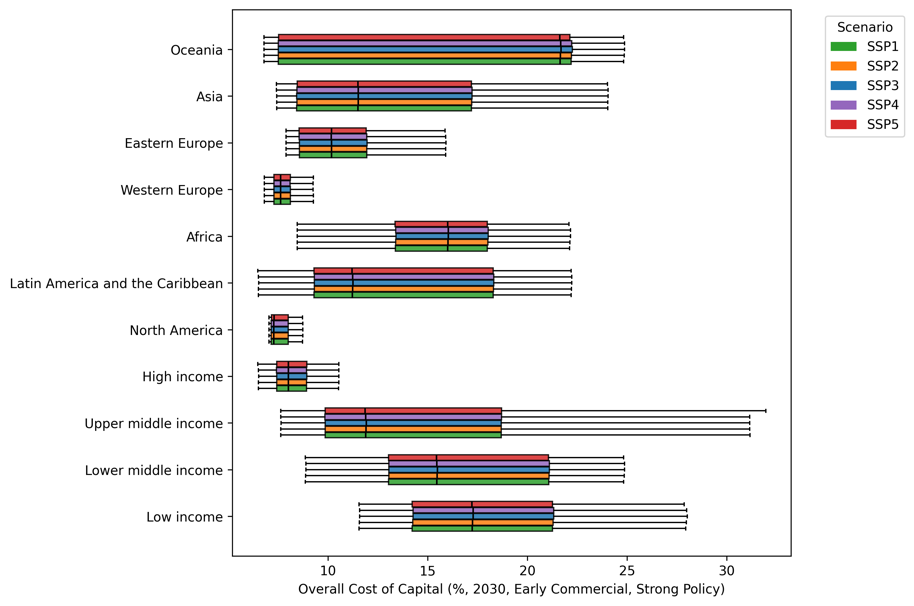 Scenario
SSP1
SSP2
SSP3
SSP4
SSP5
Oceania
Asia
Eastern Europe
Western Europe
Africa
Latin America and the Caribbean
North America
High income
Upper middle income
Lower middle income
Low income
10 15 20 25 30
Overall Cost of Capital (%, 2030, Early Commercial, Strong Policy)